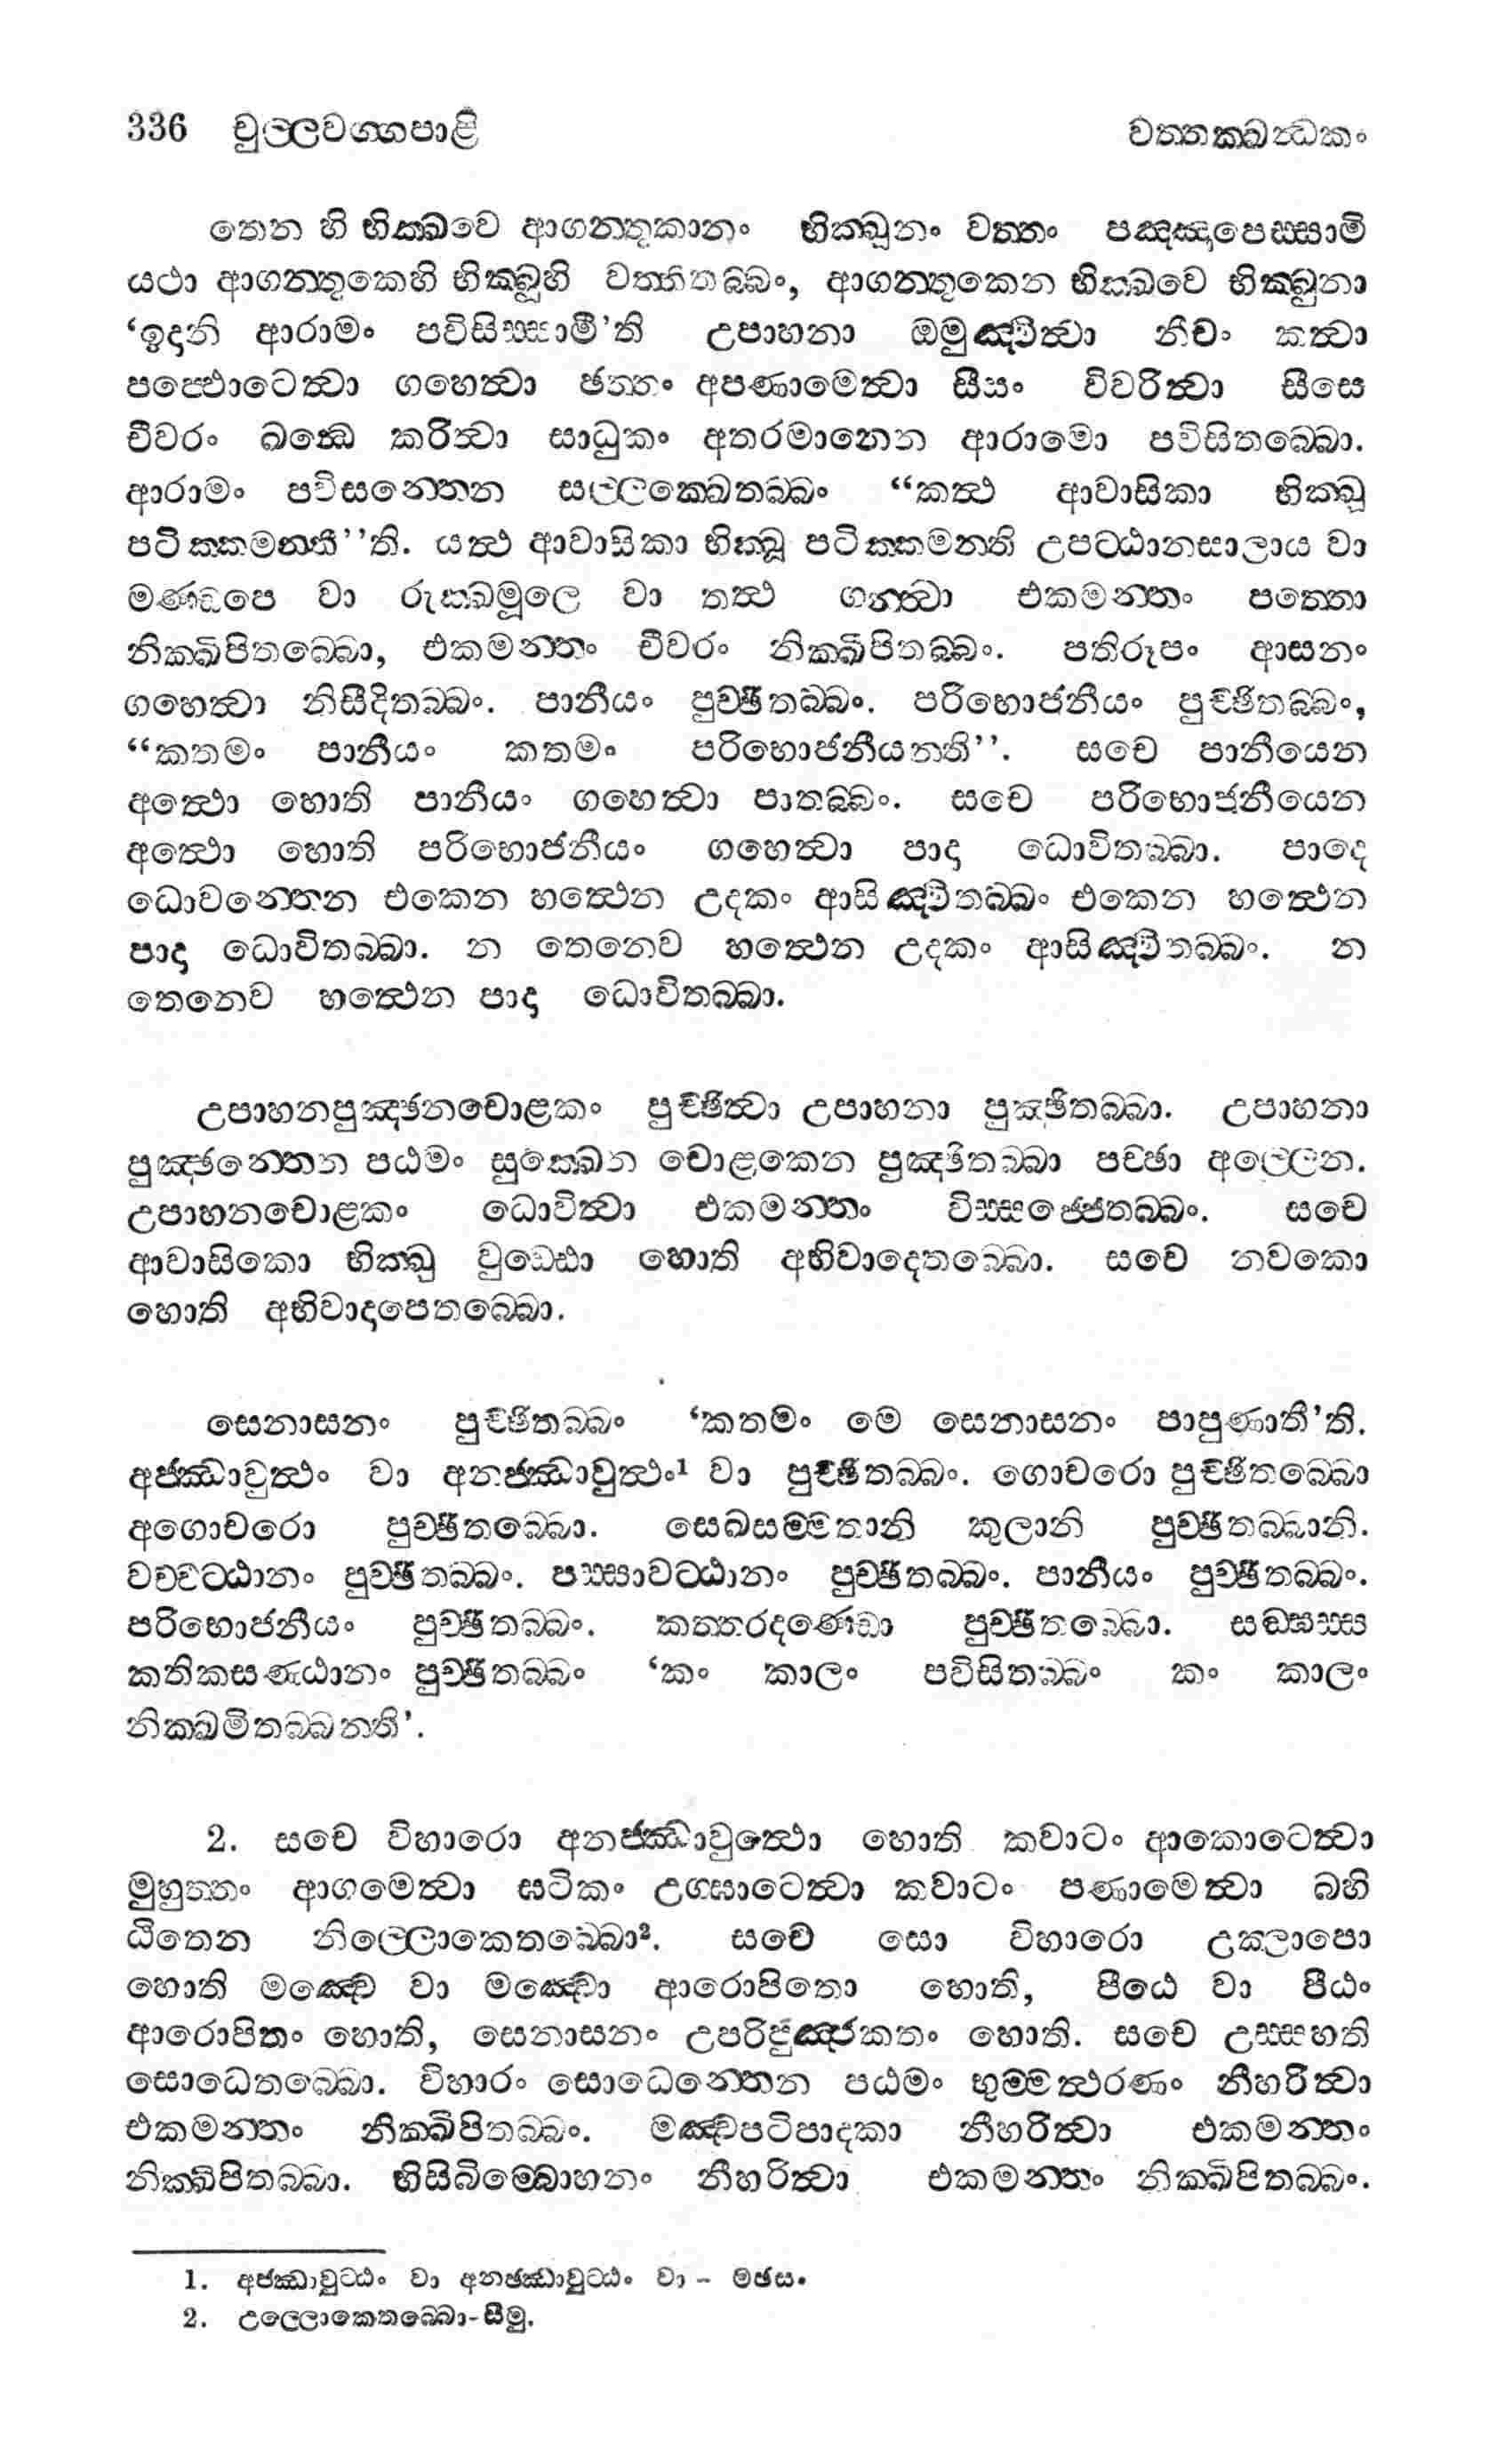 336 චුල්ලවග්ගපාළි වත්තක්ඛන්ධකං
තෙන හි භික්ඛවෙ ආගන්තුකානං භික්ඛූනං වත්තං පඤ්ඤාපෙස්සාමි
යථා ආගන්තුකෙහි භික්ඛූහි වත්තිතබ්බං, ආගන්තුකෙන භික්ඛවෙ භික්ඛුනා
‘ඉදානි ආරාමං පවිසිස්සාමී’ති උපාහනා ඔමුඤ්චිත්වා නීචං කත්වා
පප්ඵොටෙත්වා ගහෙත්වා ඡත්තං අපණාමෙත්වා සීසං විවරිත්වා සීසෙ
චීවරං ඛන්ධෙ කරිත්වා සාධුකං අතරමානෙන ආරාමො පවිසිතබ්බො.
ආරාමං පවිසන්තෙන සල්ලක්ඛෙතබ්බං “කත්ථ ආවාසිකා භික්ඛූ
පටික්කමන්තී’’ති. යත්ථ ආවාසිකා භික්ඛූ පටික්කමන්ති උපට්ඨානසාලාය වා
මණ්ඩපෙ වා රුක්ඛමූලෙ වා තත්ථ ගන්ත්වා එකමන්තං පත්තො
නික්ඛිපිතබ්බො, එකමන්තං චීවරං නික්ඛිපිතබ්බං. පතිරූපං ආසනං
ගහෙත්වා නිසීදිතබ්බං. පානීයං පුච්ඡිතබ්බං. පරිභොජනීයං පුච්ඡිතබ්බං,
“කතමං පානීයං කතමං පරිභොජනීයන්ති’’. සචෙ පානීයෙන
අත්ථො හොති පානීයං ගහෙත්වා පාතබ්බං. සචෙ පරිභොජනීයෙන
අත්ථො හොති පරිභොජනීයං ගහෙත්වා පාදා ධොවිතබ්බා. පාදෙ
ධොවන්තෙන එකෙන හත්ථෙන උදකං ආසිඤ්චිතබ්බං එකෙන හත්ථෙන
පාදා ධොවිතබ්බා. න තෙනෙව හත්ථෙන උදකං ආසිඤ්චිතබ්බං. න
තෙනෙව හත්ථෙන පාදා ධොවිතබ්බා.
උපාහනපුඤ්ඡනචොළකං පුච්ඡිත්වා උපාහනා පුඤ්ඡිතබ්බා. උපාහනා
පුඤ්ඡන්තෙන පඨමං සුක්ඛෙන චොළකෙන පුඤ්ඡිතබ්බා පච්ඡා අල්ලෙන.
උපාහනචොළකං ධොවිත්වා එකමන්තං විස්සජ්ජෙතබ්බං. සචෙ
ආවාසිකො භික්ඛු වුඩ්ඪො හොති අභිවාදෙතබ්බො. සචෙ නවකො
හොති අභිවාදාපෙතබ්බො.
සෙනාසනං පුච්ඡිතබ්බං ‘කතමං මෙ සෙනාසනං පාපුණාතී’ති.
අජ්ඣාවුත්ථං වා අනජ්ඣාවුත්ථං¹ වා පුච්ඡිතබ්බං. ගොචරො පුච්ඡිතබ්බො
අගොචරො පුච්ඡිතබ්බො. සෙඛසම්මතානි කුලානි පුච්ඡිතබ්බානි.
වච්චට්ඨානං පුච්ඡිතබ්බං. පස්සාවට්ඨානං පුච්ඡිතබ්බං. පානීයං පුච්ඡිතබ්බං.
පරිභොජනීයං පුච්ඡිතබ්බං. කත්තරදණ්ඩො පුච්ඡිතබ්බො. සඞ්ඝස්ස
කතිකසණ්ඨානං පුච්ඡිතබ්බං ‘කං කාලං පවිසිතබ්බං කං කාලං
නික්ඛමිතබ්බන්ති’.
2. සචෙ විහාරො අනජ්ඣාවුත්ථො හොති කවාටං ආකොටෙත්වා
මුහුත්තං ආගමෙත්වා ඝටිකං උග්ඝාටෙත්වා කවාටං පණාමෙත්වා බහි
ඨිතෙන නිල්ලොකෙතබ්බො². සචෙ සො විහාරො උක්ලාපො
හොති මඤ්චෙ වා මඤ්චො ආරොපිතො හොති, පීඨෙ වා පීඨං
ආරොපිතං හොති, සෙනාසනං උපරිපුඤ්ජකතං හොති. සචෙ උස්සහති
සොධෙතබ්බො. විහාරං සොධෙන්තෙන පඨමං භුම්මත්ථරණං නීහරිත්වා
එකමන්තං නික්ඛිපිතබ්බං. මඤ්චපටිපාදකා නීහරිත්වා එකමන්තං
නික්ඛිපිතබ්බා. භිසිබිම්බොහනං නීහරිත්වා එකමන්තං නික්ඛිපිතබ්බං.
1. අජ්ඣාවුට්ඨං වා අනජ්ඣාවුට්ඨං වා – මඡසං
2. උල්ලොකෙතබ්බො-සීමු.